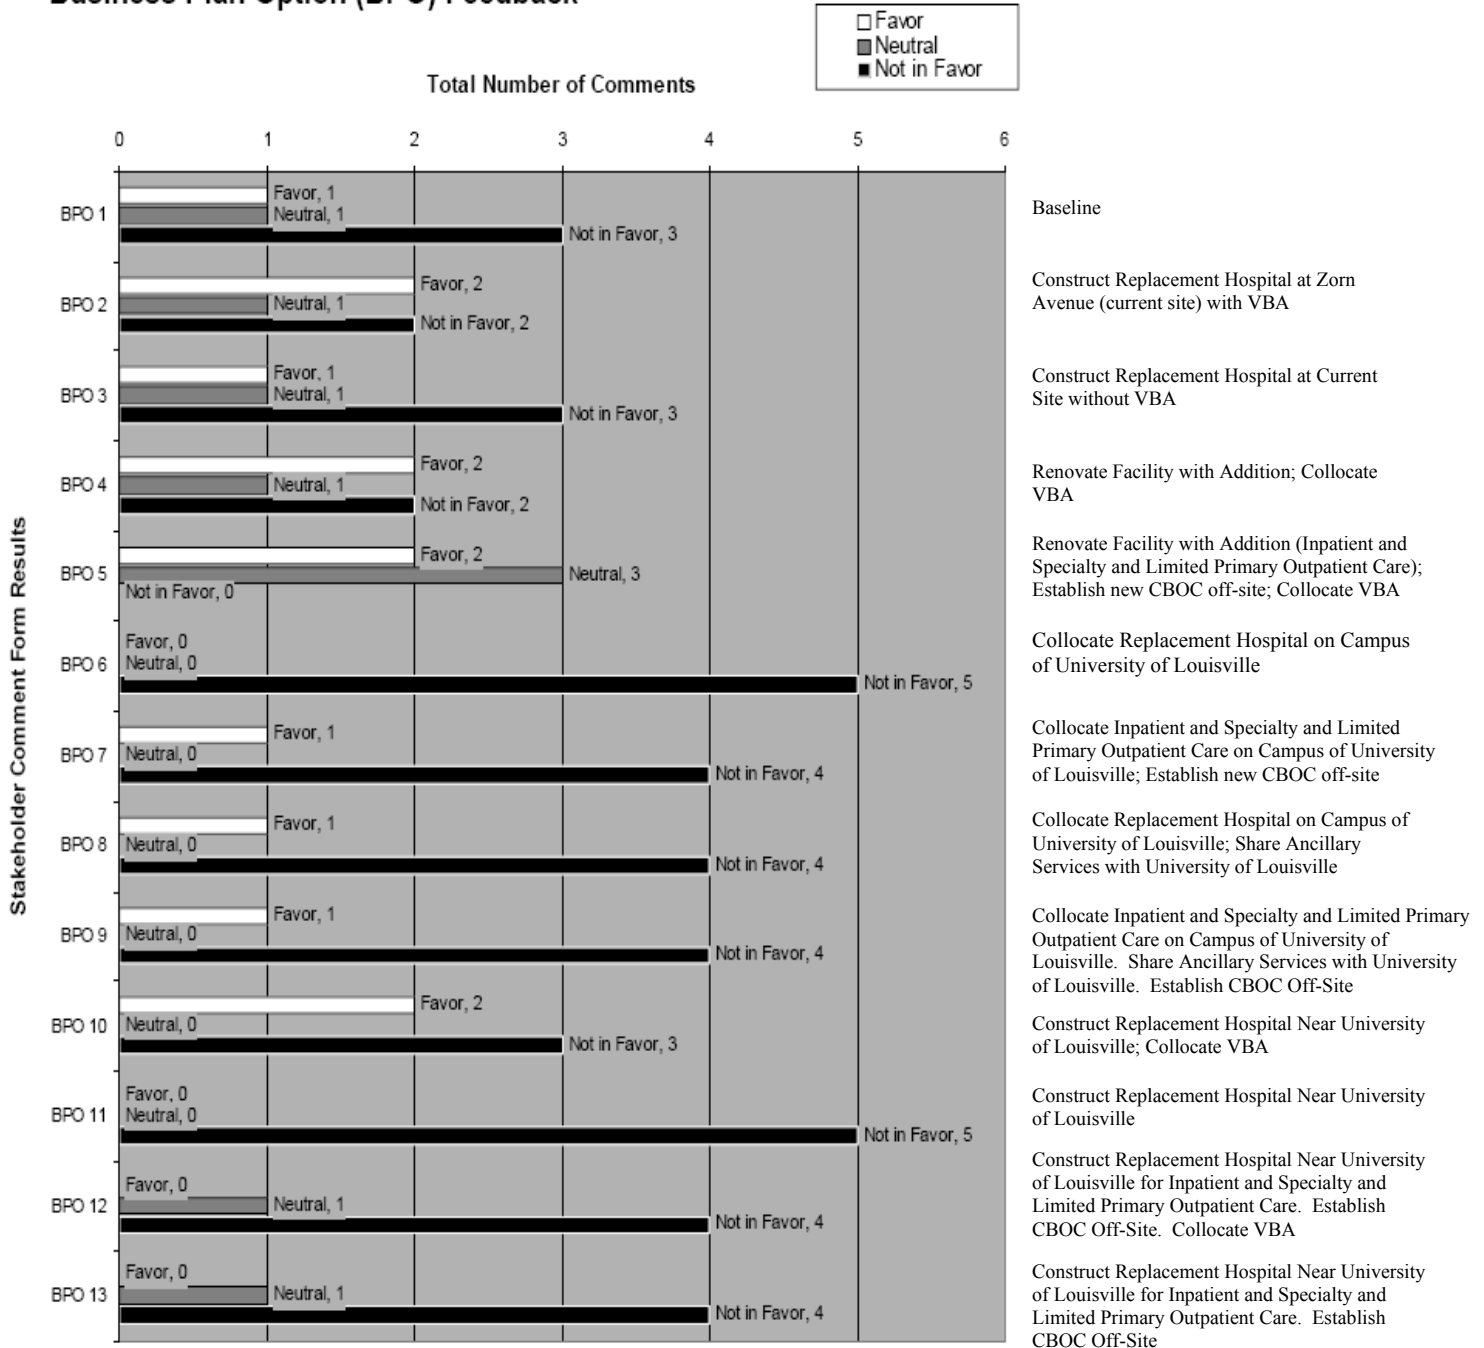 Business Plan Option (BPO) Feedback
Favor
Neutral
Not in Favor
Total Number of Comments
0 1 2 3 4 5 6
Stakeholder Comment Form Results
BPO 1
Favor, 1
Neutral, 1
Not in Favor, 3
Baseline
BPO 2
Favor, 2
Neutral, 1
Not in Favor, 2
Construct Replacement Hospital at Zorn
Avenue (current site) with VBA
BPO 3
Favor, 1
Neutral, 1
Not in Favor, 3
Construct Replacement Hospital at Current
Site without VBA
BPO 4
Favor, 2
Neutral, 1
Not in Favor, 2
Renovate Facility with Addition; Collocate
VBA
BPO 5
Favor, 2
Neutral, 3
Not in Favor, 0
Renovate Facility with Addition (Inpatient and
Specialty and Limited Primary Outpatient Care);
Establish new CBOC off-site; Collocate VBA
BPO 6
Favor, 0
Neutral, 0
Not in Favor, 5
Collocate Replacement Hospital on Campus
of University of Louisville
BPO 7
Favor, 1
Neutral, 0
Not in Favor, 4
Collocate Inpatient and Specialty and Limited
Primary Outpatient Care on Campus of University
of Louisville; Establish new CBOC off-site
BPO 8
Favor, 1
Neutral, 0
Not in Favor, 4
Collocate Replacement Hospital on Campus of
University of Louisville; Share Ancillary
Services with University of Louisville
BPO 9
Favor, 1
Neutral, 0
Not in Favor, 4
Collocate Inpatient and Specialty and Limited Primary
Outpatient Care on Campus of University of
Louisville.  Share Ancillary Services with University
of Louisville.  Establish CBOC Off-Site
BPO 10
Favor, 2
Neutral, 0
Not in Favor, 3
Construct Replacement Hospital Near University
of Louisville; Collocate VBA
BPO 11
Favor, 0
Neutral, 0
Not in Favor, 5
Construct Replacement Hospital Near University
of Louisville
BPO 12
Favor, 0
Neutral, 1
Not in Favor, 4
Construct Replacement Hospital Near University
of Louisville for Inpatient and Specialty and
Limited Primary Outpatient Care.  Establish
CBOC Off-Site.  Collocate VBA
BPO 13
Favor, 0
Neutral, 1
Not in Favor, 4
Construct Replacement Hospital Near University
of Louisville for Inpatient and Specialty and
Limited Primary Outpatient Care.  Establish
CBOC Off-Site